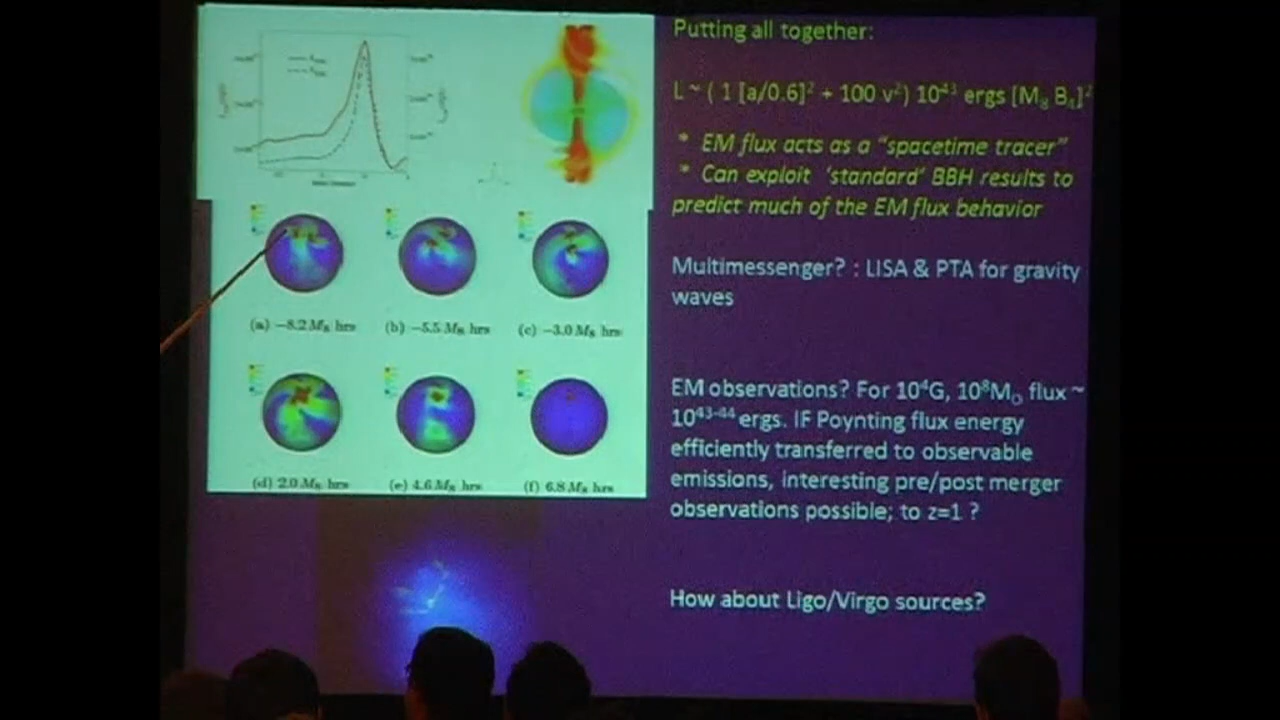 Putting all together:
L ~ ( 1 [a/0.6]² + 100 v²) 10⁴³ ergs [M₈ B₄]²
* EM flux acts as a "spacetime tracer"
* Can exploit 'standard' BBH results to
predict much of the EM flux behavior
Multimessenger? : LISA & PTA for gravity
waves
EM observations? For 10⁴G, 10⁸M⊙ flux ~
10⁴³⁻⁴⁴ ergs. IF Poynting flux energy
efficiently transferred to observable
emissions, interesting pre/post merger
observations possible; to z=1 ?
How about Ligo/Virgo sources?
(a) −8.2 M₈ hrs
(b) −5.5 M₈ hrs
(c) −3.0 M₈ hrs
(d) 2.0 M₈ hrs
(e) 4.6 M₈ hrs
(f) 6.8 M₈ hrs